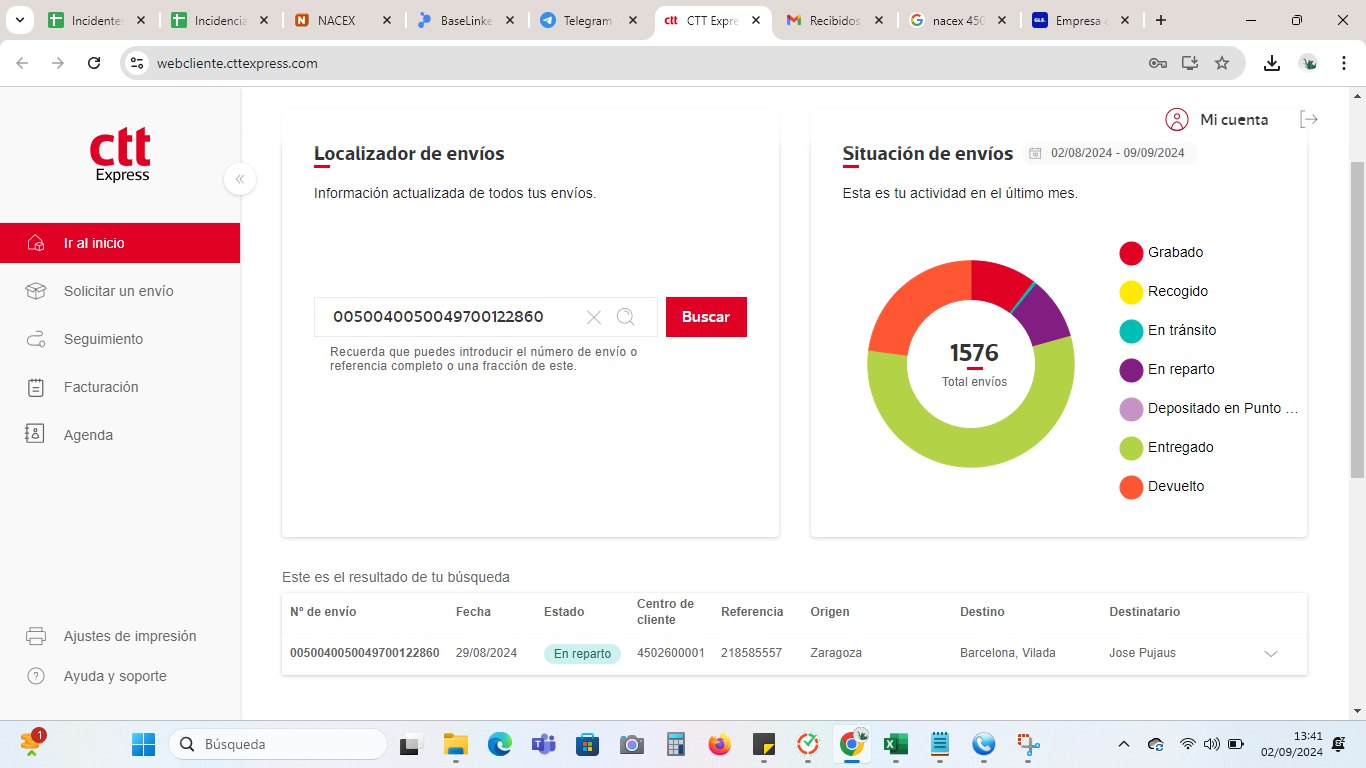 Incidente
Incidencia
NACEX
BaseLinke
Telegram
ctt CTT Expre
Recibidos
nacex 450
GLS. Empresa
webcliente.cttexpress.com
ctt
Express
Mi cuenta
Ir al inicio
Solicitar un envío
Seguimiento
Facturación
Agenda
Ajustes de impresión
Ayuda y soporte
Localizador de envíos
Información actualizada de todos tus envíos.
0050040050049700122860
Buscar
Recuerda que puedes introducir el número de envío o
referencia completo o una fracción de este.
Situación de envíos 02/08/2024 - 09/09/2024
Esta es tu actividad en el último mes.
1576
Total envíos
Grabado
Recogido
En tránsito
En reparto
Depositado en Punto ...
Entregado
Devuelto
Este es el resultado de tu búsqueda
Nº de envío Fecha Estado Centro de cliente Referencia Origen Destino Destinatario
0050040050049700122860 29/08/2024 En reparto 4502600001 218585557 Zaragoza Barcelona, Vilada Jose Pujaus
1
Búsqueda
13:41
02/09/2024